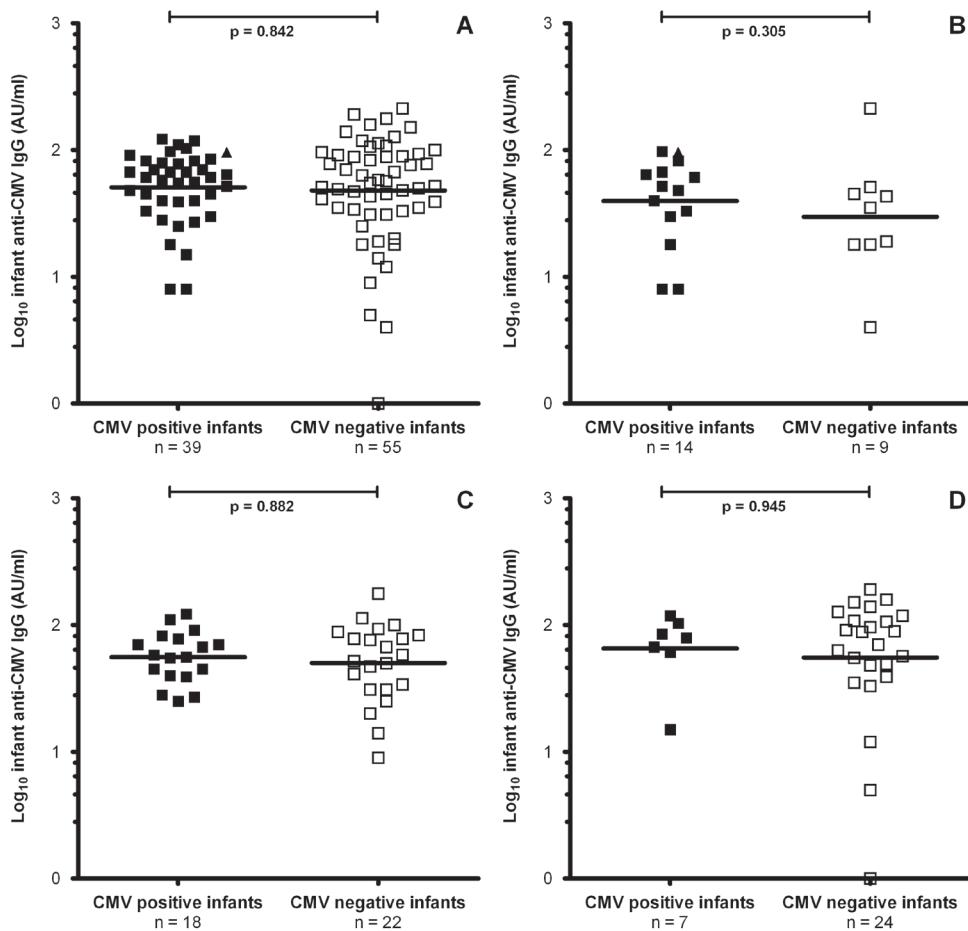 A
p = 0.842
Log10 infant anti-CMV IgG (AU/ml)
3
2
1
0
CMV positive infants
n = 39
CMV negative infants
n = 55
B
p = 0.305
Log10 infant anti-CMV IgG (AU/ml)
3
2
1
0
CMV positive infants
n = 14
CMV negative infants
n = 9
C
p = 0.882
Log10 infant anti-CMV IgG (AU/ml)
3
2
1
0
CMV positive infants
n = 18
CMV negative infants
n = 22
D
p = 0.945
Log10 infant anti-CMV IgG (AU/ml)
3
2
1
0
CMV positive infants
n = 7
CMV negative infants
n = 24